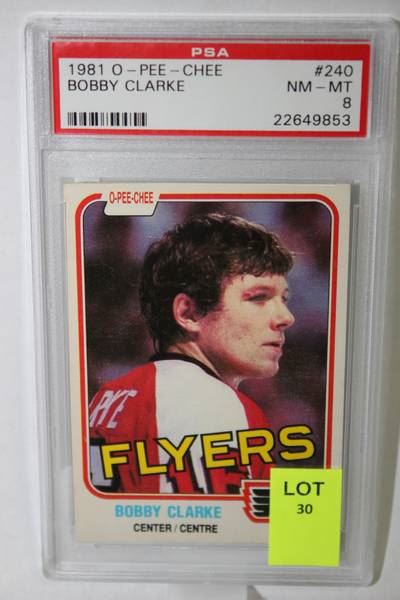 PSA
1981 O - PEE - CHEE #240
BOBBY CLARKE NM - MT
8
22649853
O-PEE-CHEE
FLYERS
BOBBY CLARKE
CENTER / CENTRE
LOT
30